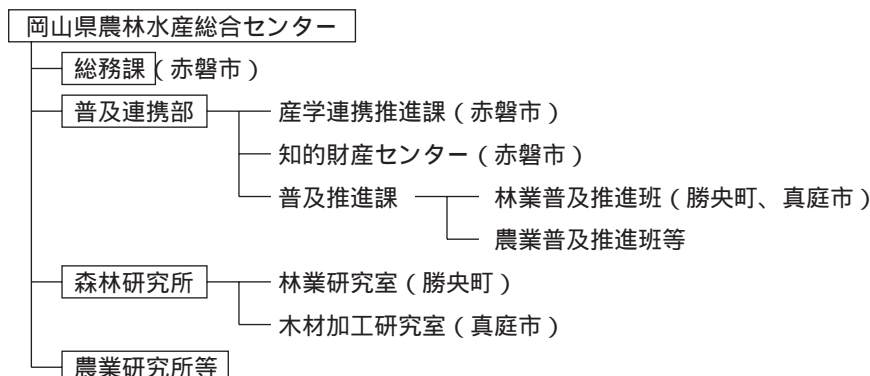 岡山県農林水産総合センター
総務課(赤磐市)
普及連携部 産学連携推進課(赤磐市)
知的財産センター(赤磐市)
普及推進課 林業普及推進班(勝央町、真庭市)
農業普及推進班等
森林研究所 林業研究室(勝央町)
木材加工研究室(真庭市)
農業研究所等